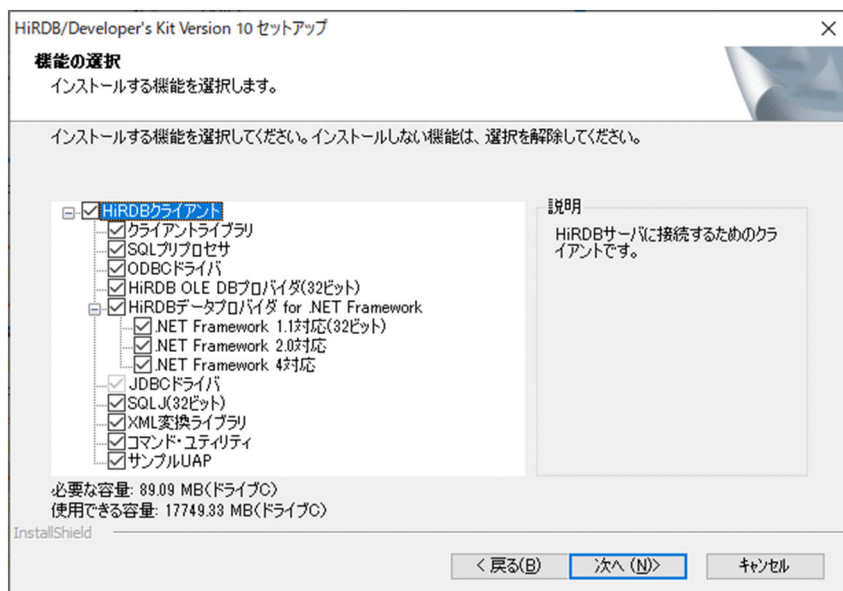 HiRDB/Developer's Kit Version 10 セットアップ
機能の選択
インストールする機能を選択します。
インストールする機能を選択してください。インストールしない機能は、選択を解除してください。
HiRDBクライアント
クライアントライブラリ
SQLプリプロセサ
ODBCドライバ
HiRDB OLE DBプロバイダ(32ビット)
HiRDBデータプロバイダ for .NET Framework
.NET Framework 1.1対応(32ビット)
.NET Framework 2.0対応
.NET Framework 4対応
JDBCドライバ
SQLJ(32ビット)
XML変換ライブラリ
コマンド・ユティリティ
サンプルUAP
説明
HiRDBサーバに接続するためのクラ
イアントです。
必要な容量: 89.09 MB(ドライブC)
使用できる容量: 17749.33 MB(ドライブC)
InstallShield
< 戻る(B)
次へ (N)>
キャンセル